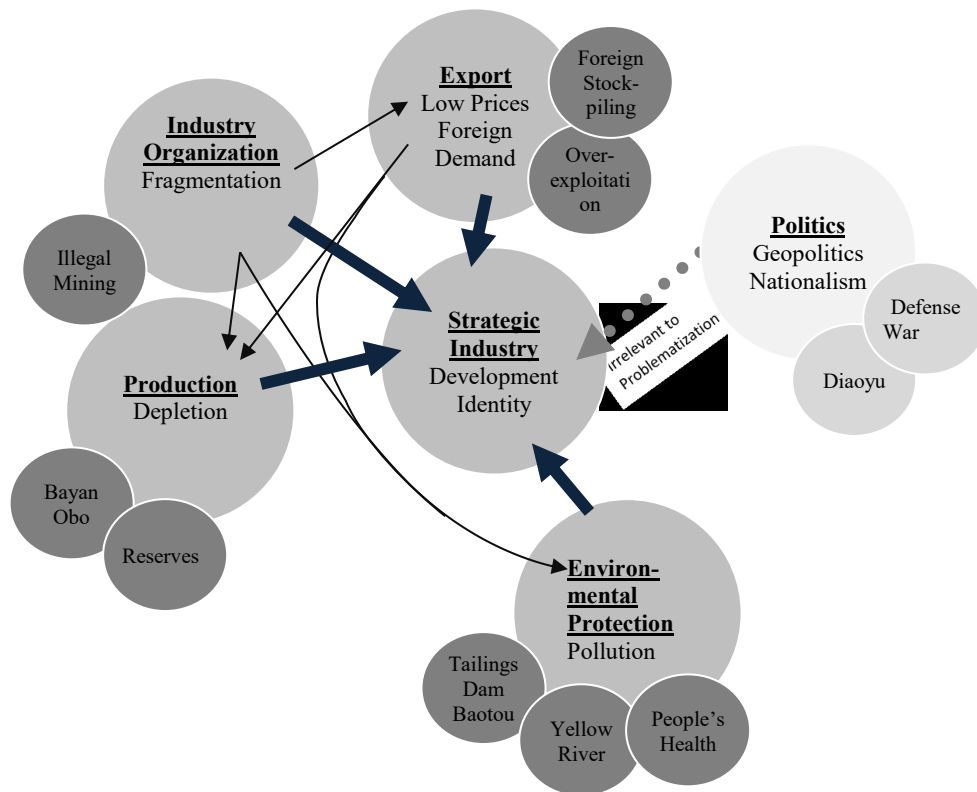 Export
Low Prices
Foreign
Demand
Foreign
Stock-
piling
Over-
exploitati
on
Industry
Organization
Fragmentation
Illegal
Mining
Politics
Geopolitics
Nationalism
Defense
War
Diaoyu
Strategic
Industry
Development
Identity
irrelevant to
Problematization
Production
Depletion
Bayan
Obo
Reserves
Environ-
mental
Protection
Pollution
Tailings
Dam
Baotou
Yellow
River
People’s
Health